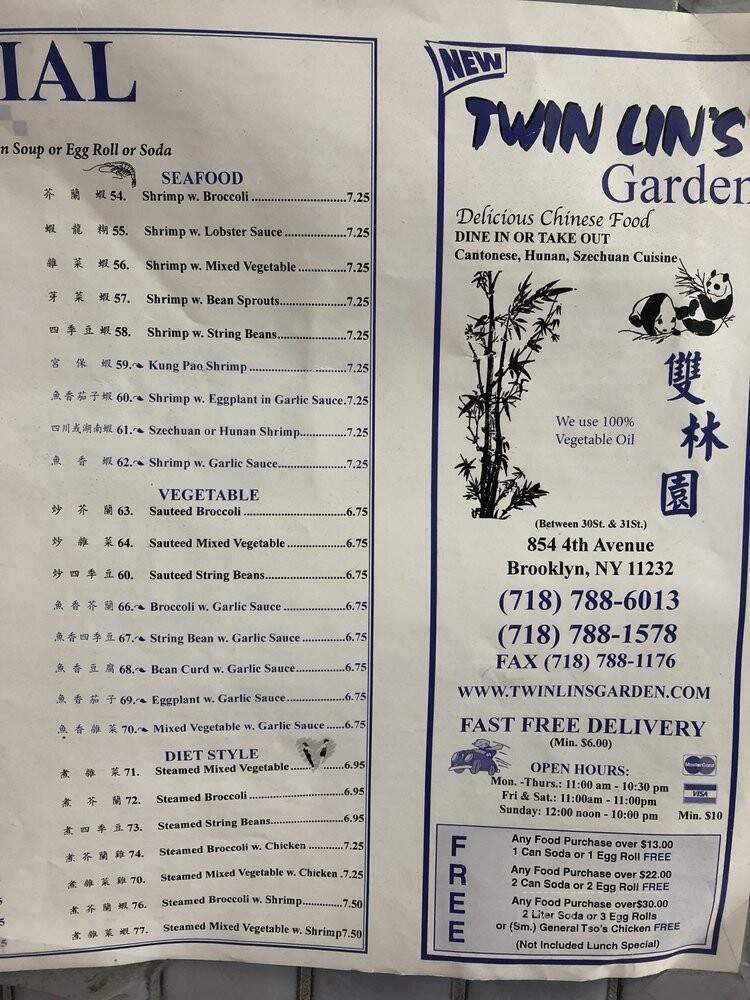 IAL
n Soup or Egg Roll or Soda
SEAFOOD
芥 蘭 蝦 54. Shrimp w. Broccoli ........................7.25
蝦 龍 糊 55. Shrimp w. Lobster Sauce ................7.25
雜 菜 蝦 56. Shrimp w. Mixed Vegetable .............7.25
芽 菜 蝦 57. Shrimp w. Bean Sprouts.................7.25
四 季 豆 蝦 58. Shrimp w. String Beans..................7.25
宮 保 蝦 59. Kung Pao Shrimp ........................7.25
魚香茄子蝦 60. Shrimp w. Eggplant in Garlic Sauce.7.25
四川或湖南蝦 61. Szechuan or Hunan Shrimp............7.25
魚 香 蝦 62. Shrimp w. Garlic Sauce.................7.25
VEGETABLE
炒 芥 蘭 63. Sauteed Broccoli ..........................6.75
炒 雜 菜 64. Sauteed Mixed Vegetable ...............6.75
炒 四 季 豆 60. Sauteed String Beans....................6.75
魚 香 芥 蘭 66. Broccoli w. Garlic Sauce ................6.75
魚香四季豆 67. String Bean w. Garlic Sauce ...........6.75
魚 香 豆 腐 68. Bean Curd w. Garlic Sauce.............6.75
魚 香 茄 子 69. Eggplant w. Garlic Sauce...............6.75
魚 香 雜 菜 70. Mixed Vegetable w. Garlic Sauce .....6.75
DIET STYLE
煮 雜 菜 71. Steamed Mixed Vegetable..............6.95
煮 芥 蘭 72. Steamed Broccoli ........................6.95
煮 四 季 豆 73. Steamed String Beans...................6.95
煮 芥 蘭 雞 74. Steamed Broccoli w. Chicken .........7.25
煮 雜 菜 雞 70. Steamed Mixed Vegetable w. Chicken .7.25
煮 芥 蘭 蝦 76. Steamed Broccoli w. Shrimp..........7.50
煮 雜 菜 蝦 77. Steamed Mixed Vegetable w. Shrimp7.50
NEW
TWIN LIN'S
Garden
Delicious Chinese Food
DINE IN OR TAKE OUT
Cantonese, Hunan, Szechuan Cuisine
雙
林
園
We use 100%
Vegetable Oil
(Between 30St. & 31St.)
854 4th Avenue
Brooklyn, NY 11232
(718) 788-6013
(718) 788-1578
FAX (718) 788-1176
WWW.TWINLINSGARDEN.COM
FAST FREE DELIVERY
(Min. $6.00)
OPEN HOURS:
Mon. -Thurs.: 11:00 am - 10:30 pm
Fri & Sat.: 11:00am - 11:00pm
Sunday: 12:00 noon - 10:00 pm
MasterCard
VISA
Min. $10
FREE
Any Food Purchase over $13.00
1 Can Soda or 1 Egg Roll FREE
Any Food Purchase over $22.00
2 Can Soda or 2 Egg Roll FREE
Any Food Purchase over$30.00
2 Liter Soda or 3 Egg Rolls
or (Sm.) General Tso's Chicken FREE
(Not Included Lunch Special)